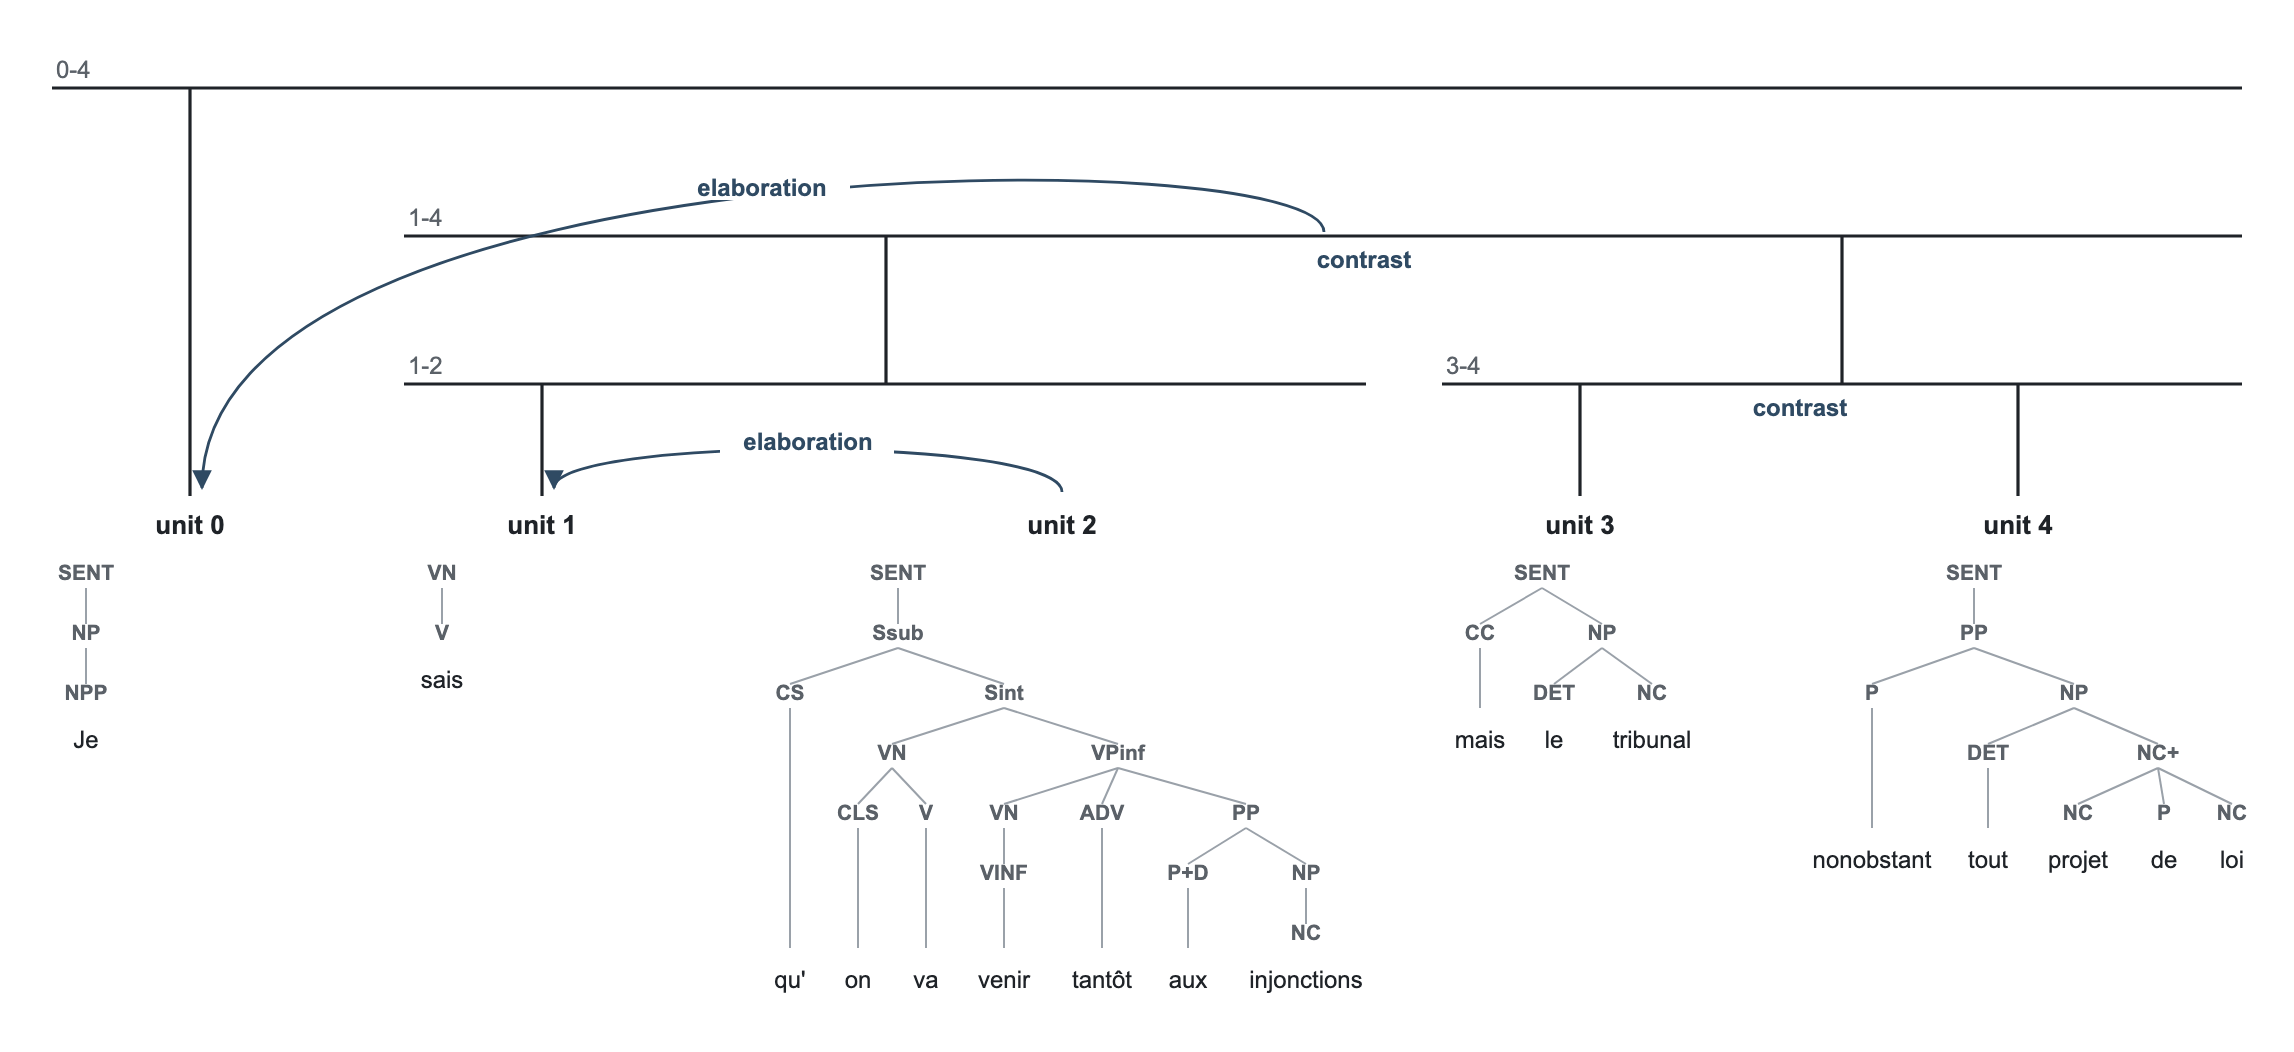 0-4
elaboration
1-4
contrast
1-2 3-4
contrast
elaboration
unit 0 unit 1 unit 2 unit 3 unit 4
SENT VN SENT SENT SENT
NP V Ssub CC NP PP
sais
NPP CS Sint DET NC P NP
Je mais le tribunal
VN VPinf DET NC+
CLS V VN ADV PP NC P NC
nonobstant tout projet de loi
VINF P+D NP
NC
qu' on va venir tantôt aux injonctions